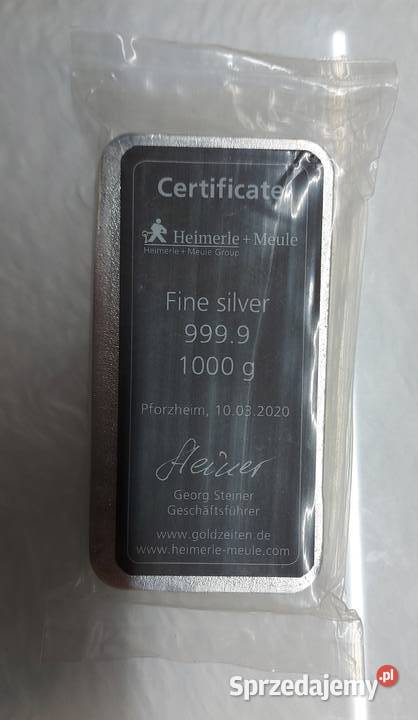 Certificate
Heimerle + Meule
Heimerle + Meule Group
Fine silver
999.9
1000 g
Pforzheim, 10.03.2020
Steiner
Georg Steiner
Geschäftsführer
www.goldzeiten.de
www.heimerle-meule.com
Sprzedajemy.pl